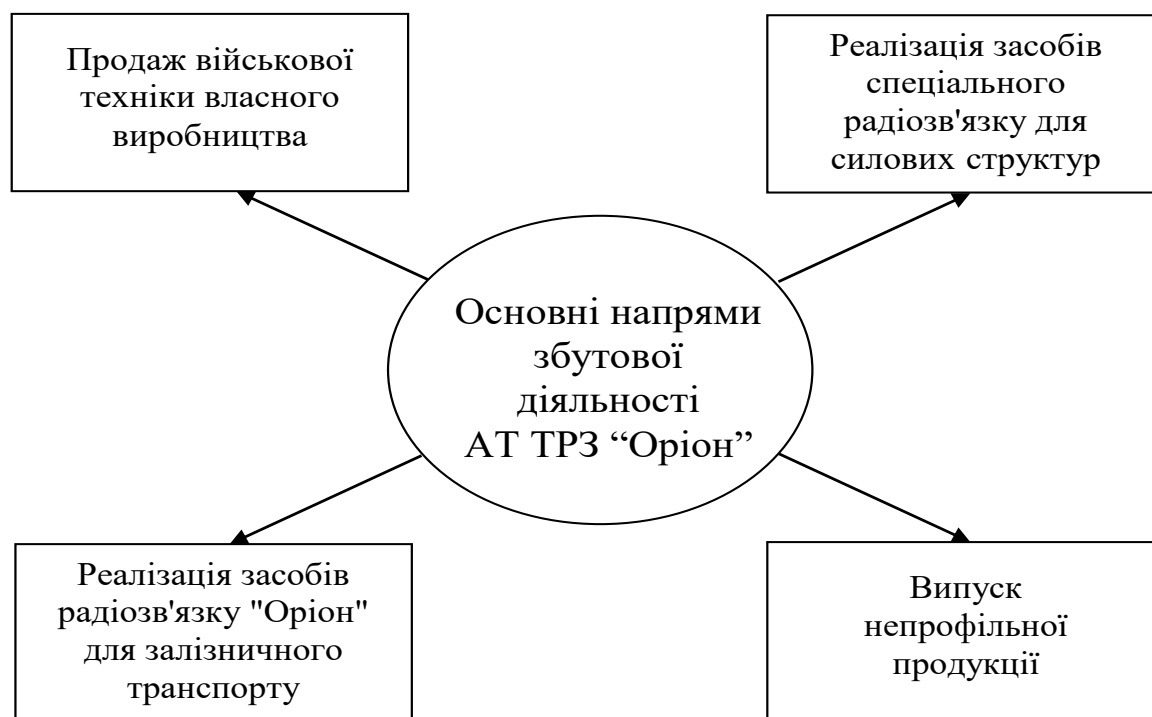 Продаж військової
техніки власного
виробництва
Реалізація засобів
спеціального
радіозв'язку для
силових структур
Основні напрями
збутової
діяльності
АТ ТРЗ “Оріон”
Реалізація засобів
радіозв'язку "Оріон"
для залізничного
транспорту
Випуск
непрофільної
продукції